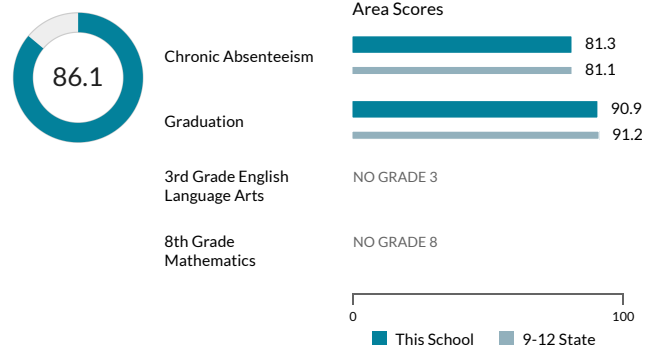 Area Scores
86.1
Chronic Absenteeism
81.3
81.1
Graduation
90.9
91.2
3rd Grade English
Language Arts
NO GRADE 3
8th Grade
Mathematics
NO GRADE 8
0
100
This School
9-12 State